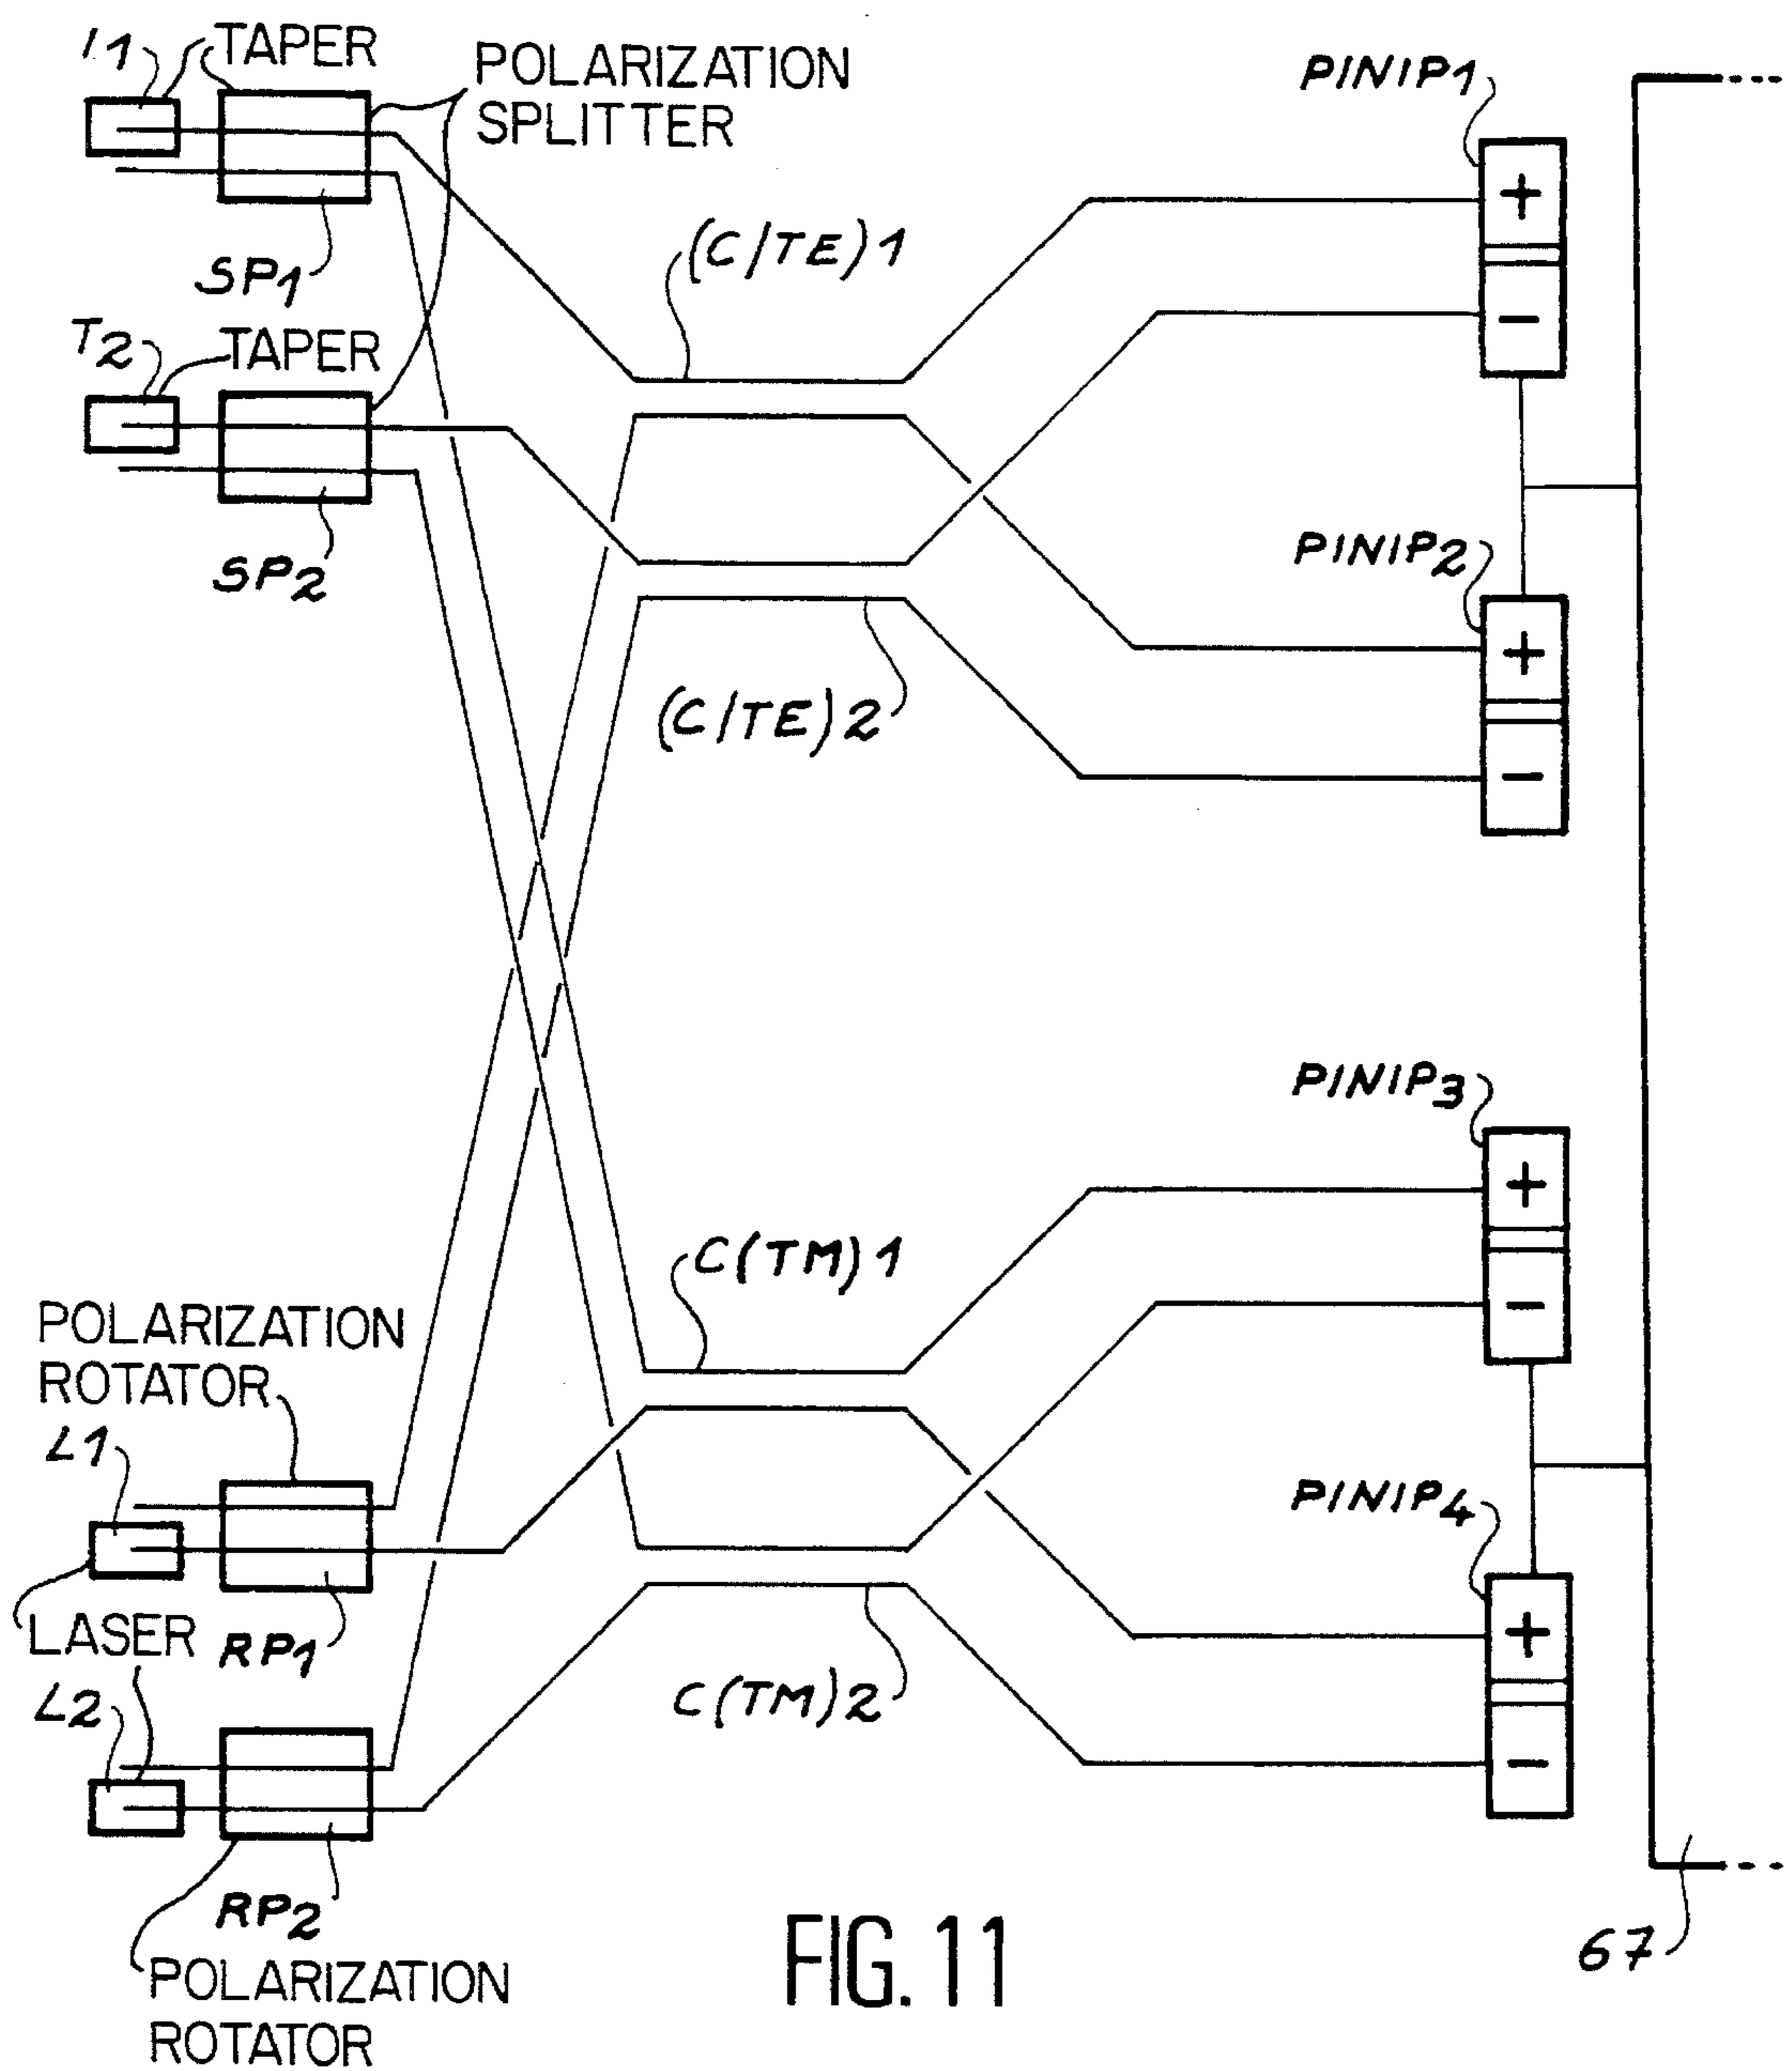 TAPER
POLARIZATION
SPLITTER
PINIP1
SP1
(C/TE)1
T2
TAPER
SP2
PINIP2
+
−
(C/TE)2
+
−
PINIP3
C(TM)1
+
−
POLARIZATION
ROTATOR
L1
PINIP4
LASER
RP1
L2
C(TM)2
+
−
RP2
POLARIZATION
ROTATOR
67
FIG. 11